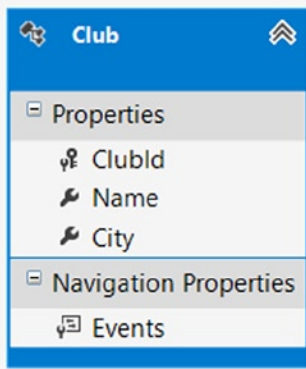 Club
Properties
ClubId
Name
City
Navigation Properties
Events